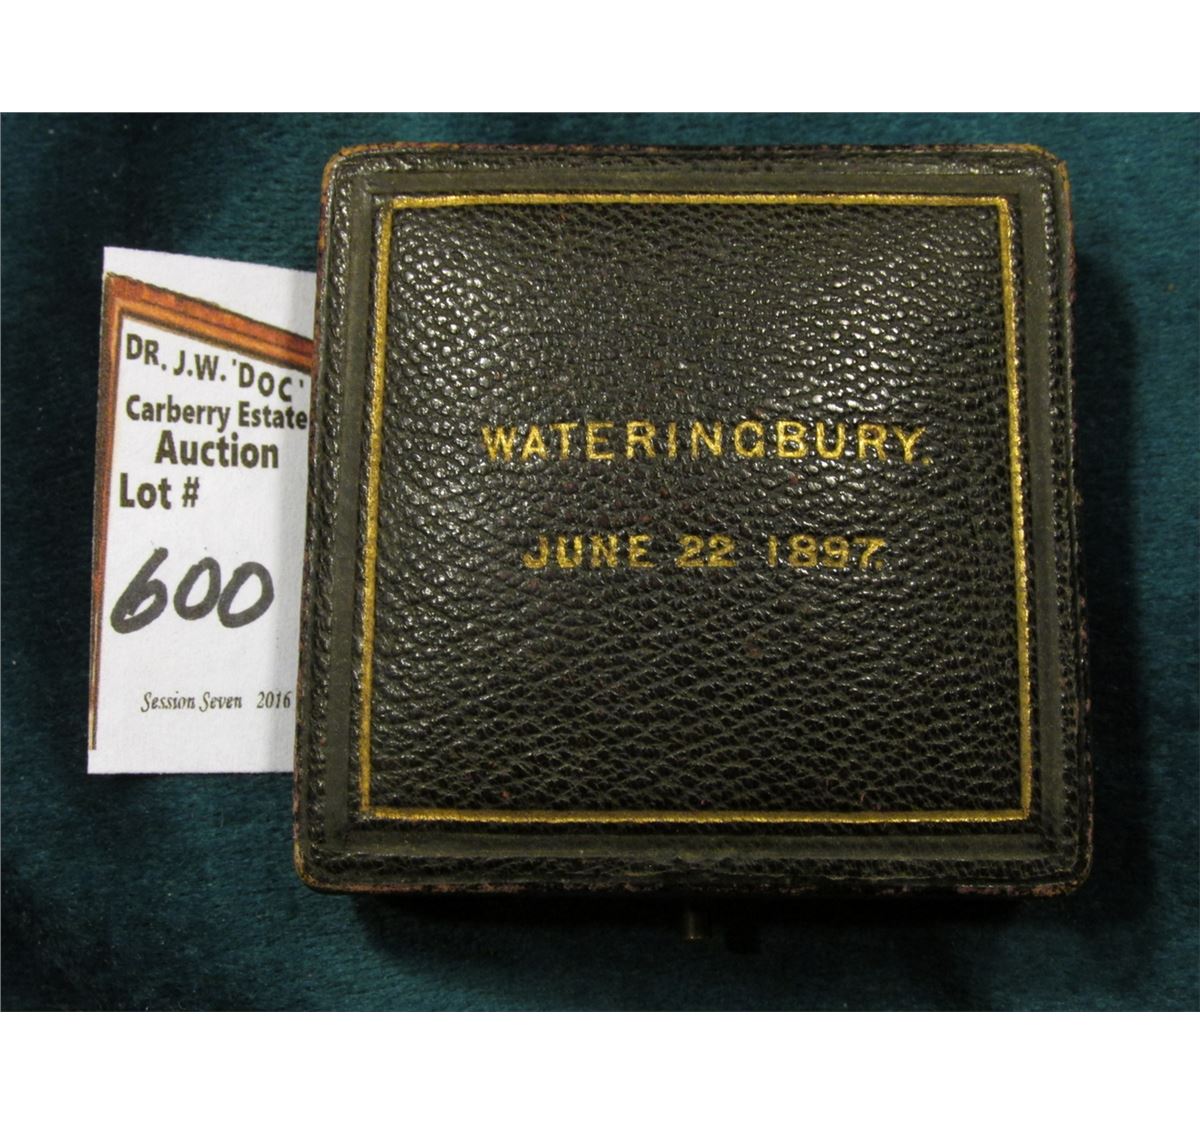 DR. J.W. 'DOC'
Carberry Estate
Auction
Lot #
600
Session Seven 2016
WATERINGBURY.
JUNE 22 1897.